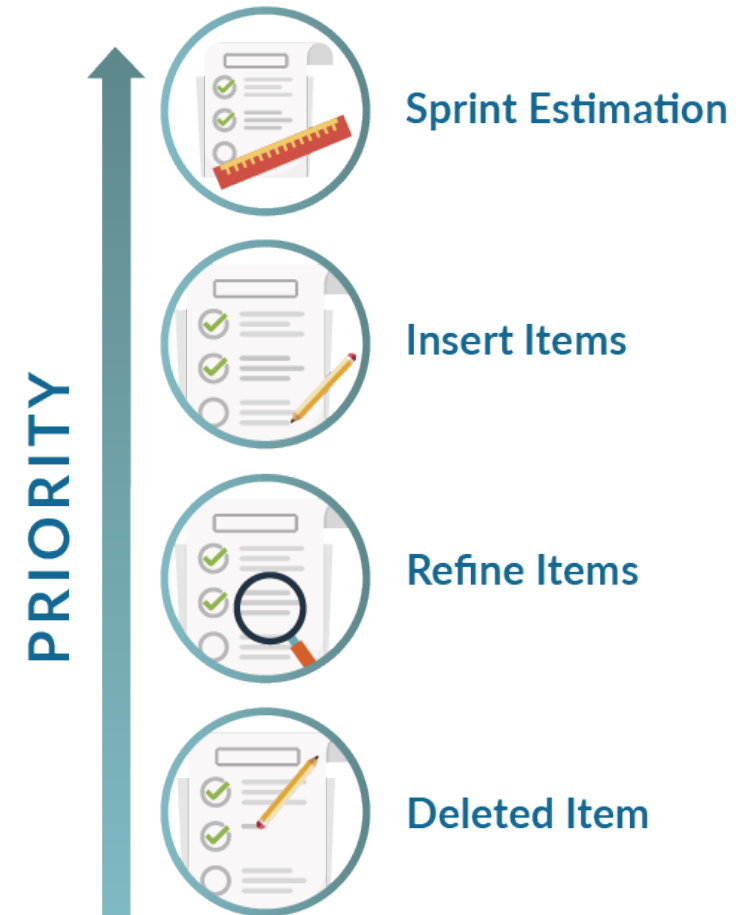 Sprint Estimation
Insert Items
PRIORITY
Refine Items
Deleted Item